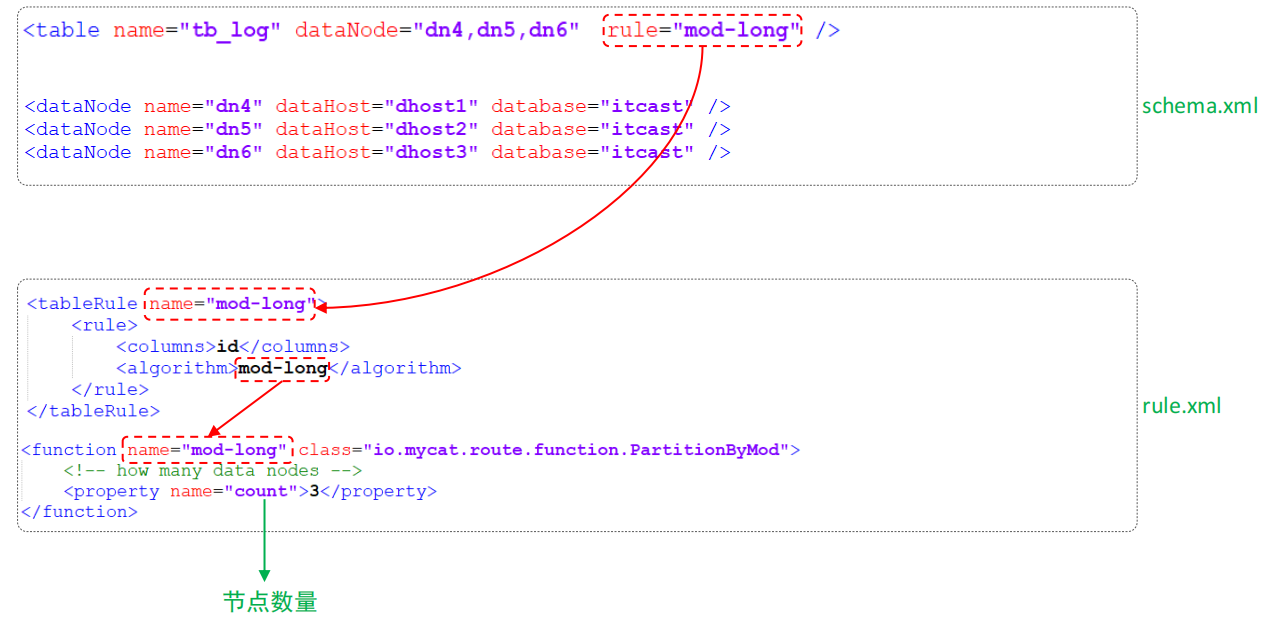 <table name="tb_log" dataNode="dn4,dn5,dn6" rule="mod-long" />
<dataNode name="dn4" dataHost="dhost1" database="itcast" />
<dataNode name="dn5" dataHost="dhost2" database="itcast" />
<dataNode name="dn6" dataHost="dhost3" database="itcast" />
schema.xml
<tableRule name="mod-long">
<rule>
<columns>id</columns>
<algorithm>mod-long</algorithm>
</rule>
</tableRule>
rule.xml
<function name="mod-long" class="io.mycat.route.function.PartitionByMod">
<!-- how many data nodes -->
<property name="count">3</property>
</function>
节点数量